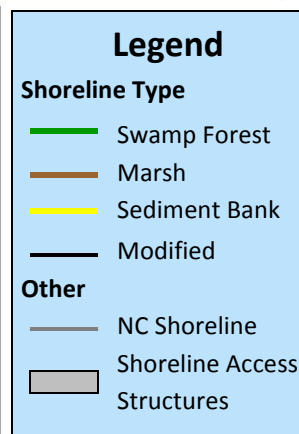 Legend
Shoreline Type
Swamp Forest
Marsh
Sediment Bank
Modified
Other
NC Shoreline
Shoreline Access
Structures